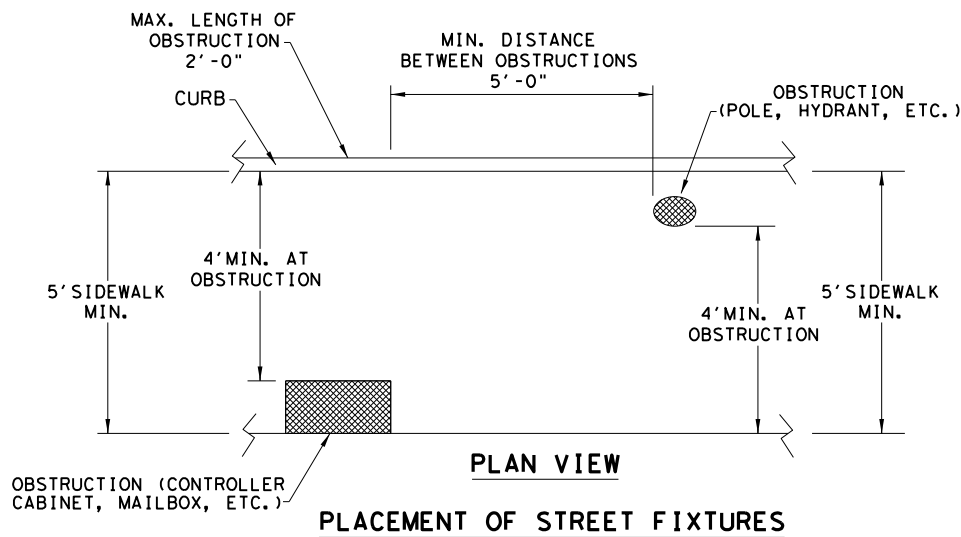 MAX. LENGTH OF
OBSTRUCTION
2'-0"
MIN. DISTANCE
BETWEEN OBSTRUCTIONS
5'-0"
CURB
OBSTRUCTION
(POLE, HYDRANT, ETC.)
4'MIN. AT
OBSTRUCTION
5'SIDEWALK
MIN.
4'MIN. AT
OBSTRUCTION
5'SIDEWALK
MIN.
OBSTRUCTION (CONTROLLER
CABINET, MAILBOX, ETC.)
PLAN VIEW
PLACEMENT OF STREET FIXTURES